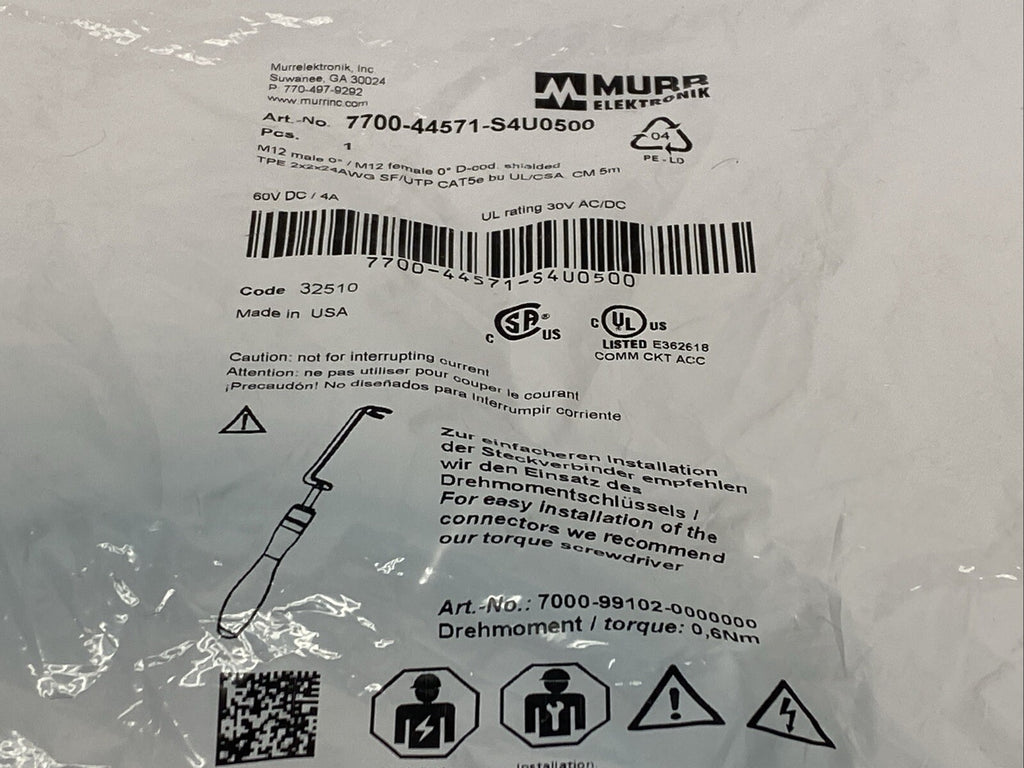 Murrelektronik, Inc
Suwanee, GA 30024
P 770-497-9292
www.murrinc.com
MURR
ELEKTRONIK
Art.-No. 7700-44571-S4U0500
Pcs. 1
04
PE-LD
M12 male 0° / M12 female 0° D-cod. shielded
TPE 2x2x24AWG SF/UTP CAT5e bu UL/CSA, CM 5m
60V DC / 4A
UL rating 30V AC/DC
7700-44571-S4U0500
Code 32510
Made in USA
C SA ® US
C UL US
LISTED E362618
COMM CKT ACC
Caution: not for interrupting current
Attention: ne pas utiliser pour couper le courant
¡Precaudón! No diseñados para interrumpir corriente
Zur einfacheren Installation
der Steckverbinder empfehlen
wir den Einsatz des
Drehmomentschlüssels /
For easy installation of the
connectors we recommend
our torque screwdriver
Art.-No.: 7000-99102-0000000
Drehmoment / torque: 0,6Nm
Installation